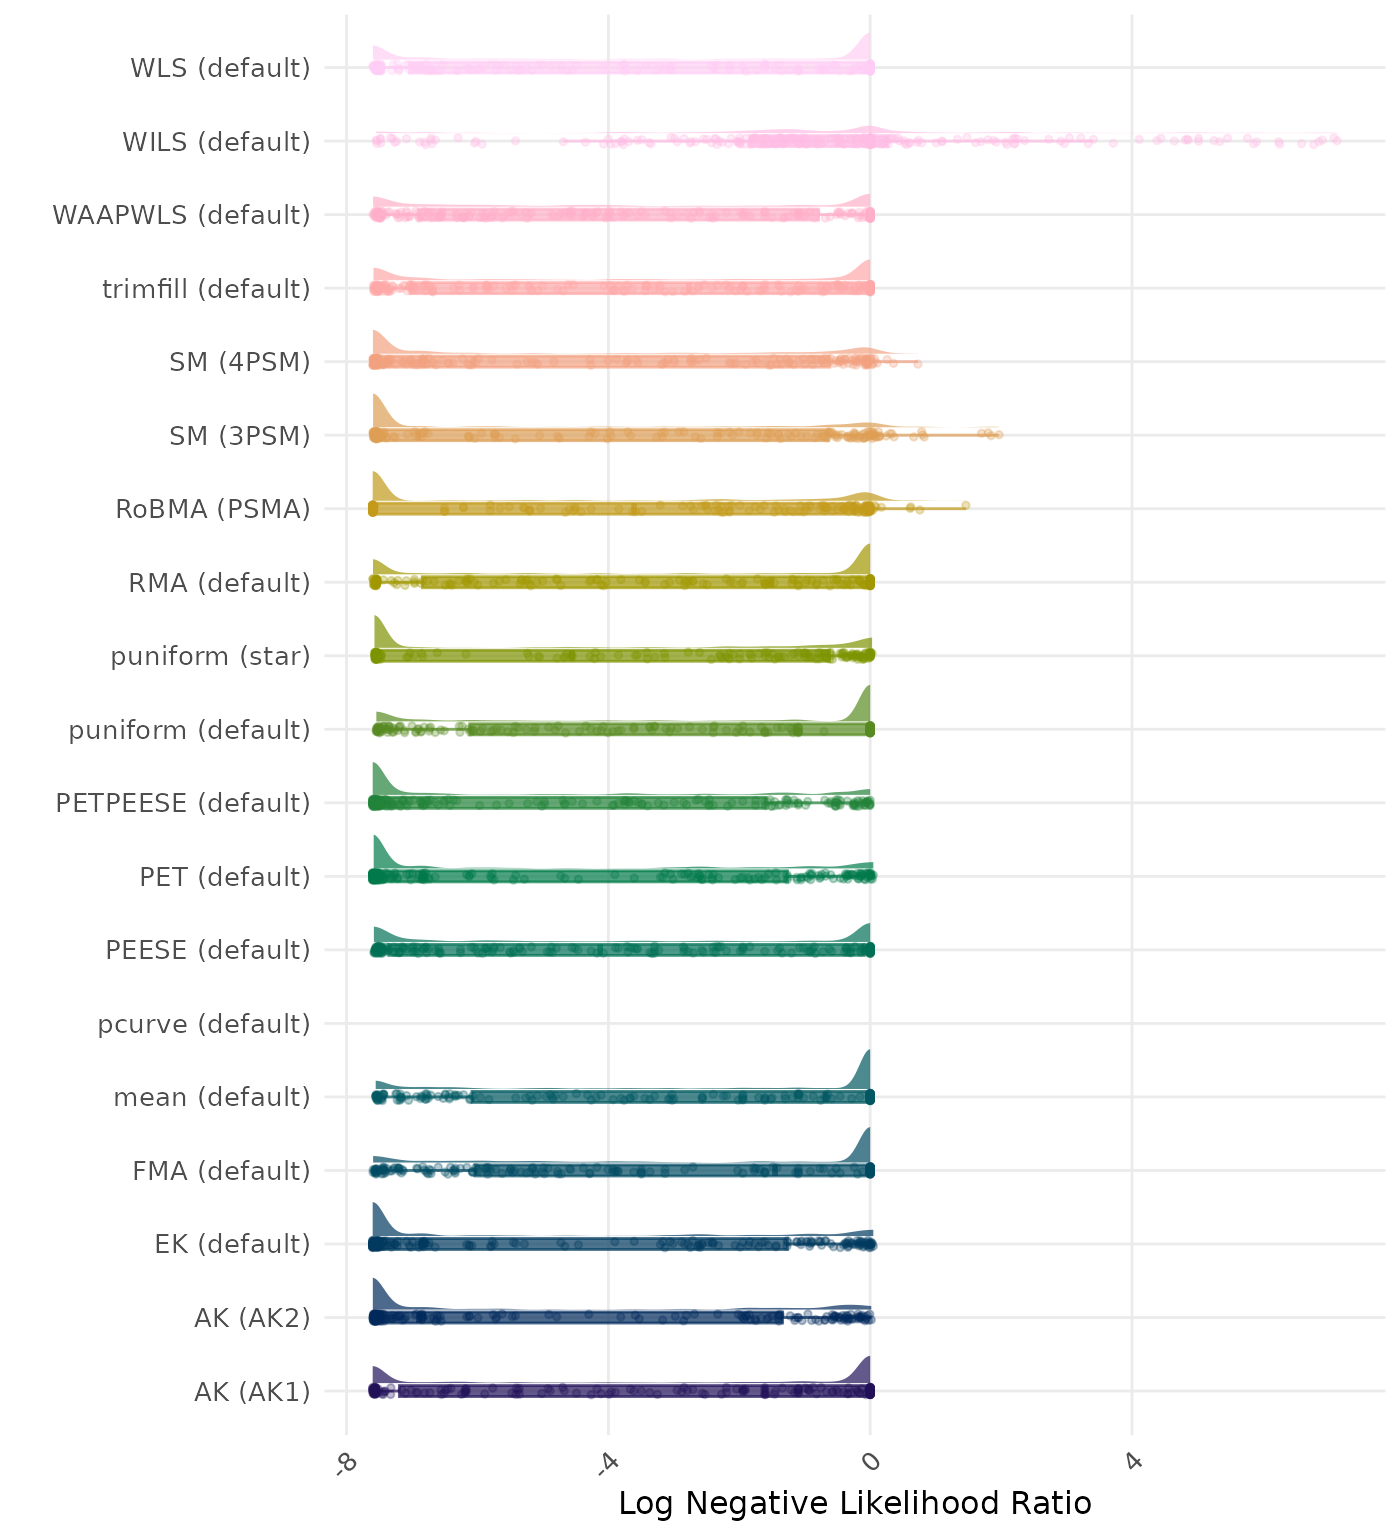 WLS (default)
WILS (default)
WAAPWLS (default)
trimfill (default)
SM (4PSM)
SM (3PSM)
RoBMA (PSMA)
RMA (default)
puniform (star)
puniform (default)
PETPEESE (default)
PET (default)
PEESE (default)
pcurve (default)
mean (default)
FMA (default)
EK (default)
AK (AK2)
AK (AK1)
-8 -4 0 4
Log Negative Likelihood Ratio